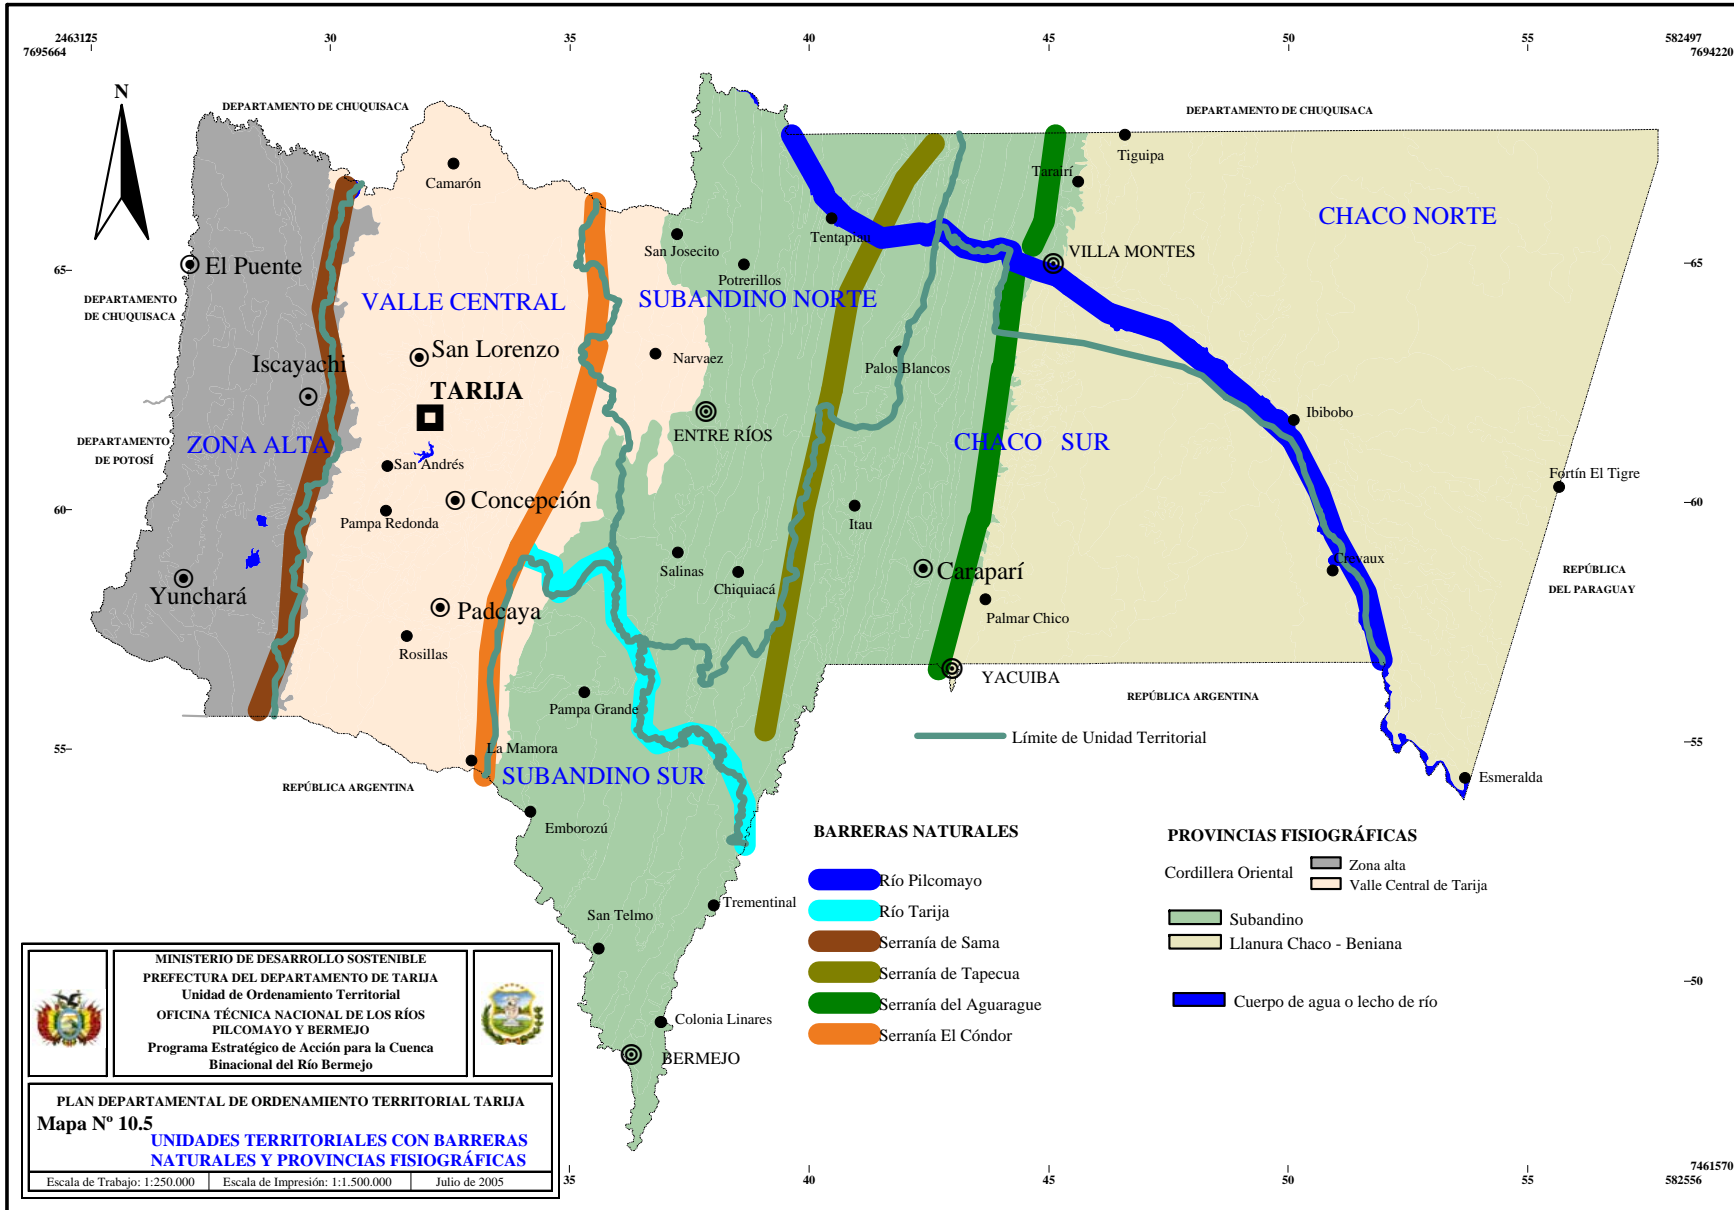 246312
5
30
35
40
45
50
55
582497
7695664
7694220
N
DEPARTAMENTO DE CHUQUISACA
DEPARTAMENTO DE CHUQUISACA
Tiguipa
Camarón
Tarairí
CHACO NORTE
Tentapiau
San Josecito
VILLA MONTES
65
El Puente
Potrerillos
65
DEPARTAMENTO
DE CHUQUISACA
VALLE CENTRAL
SUBANDINO NORTE
San Lorenzo
Iscayachi
Narvaez
Palos Blancos
TARIJA
Ibibobo
ENTRE RÍOS
DEPARTAMENTO
DE POTOSÍ
ZONA ALTA
CHACO SUR
San Andrés
Fortín El Tigre
Concepción
60
Pampa Redonda
Itau
60
Crevaux
Salinas
Caraparí
REPÚBLICA
DEL PARAGUAY
Yunchará
Chiquiacá
Padcaya
Palmar Chico
Rosillas
YACUIBA
REPÚBLICA ARGENTINA
Pampa Grande
Límite de Unidad Territorial
55
La Mamora
55
SUBANDINO SUR
Esmeralda
REPÚBLICA ARGENTINA
Emborozú
BARRERAS NATURALES
Río Pilcomayo
Río Tarija
Serranía de Sama
Serranía de Tapecua
Serranía del Aguarague
Serranía El Cóndor
PROVINCIAS FISIOGRÁFICAS
Cordillera Oriental
Zona alta
Valle Central de Tarija
Subandino
Llanura Chaco - Beniana
Cuerpo de agua o lecho de río
Trementinal
San Telmo
50
Colonia Linares
BERMEJO
MINISTERIO DE DESARROLLO SOSTENIBLE
PREFECTURA DEL DEPARTAMENTO DE TARIJA
Unidad de Ordenamiento Territorial
OFICINA TÉCNICA NACIONAL DE LOS RÍOS
PILCOMAYO Y BERMEJO
Programa Estratégico de Acción para la Cuenca
Binacional del Río Bermejo
PLAN DEPARTAMENTAL DE ORDENAMIENTO TERRITORIAL TARIJA
Mapa Nº 10.5
UNIDADES TERRITORIALES CON BARRERAS
NATURALES Y PROVINCIAS FISIOGRÁFICAS
Escala de Trabajo: 1:250.000
Escala de Impresión: 1:1.500.000
Julio de 2005
35
40
45
50
55
7461570
582556